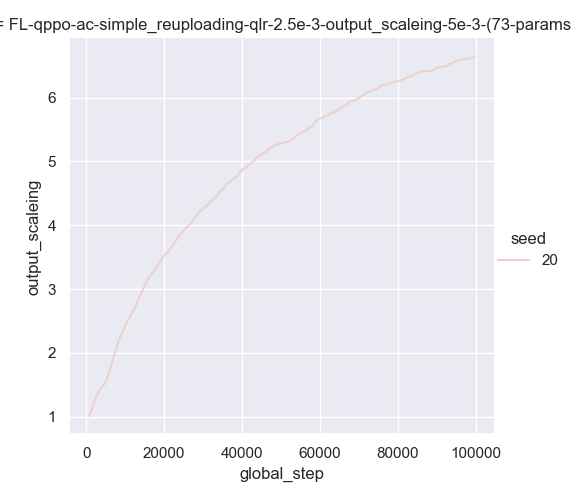 = FL-qppo-ac-simple_reuploading-qlr-2.5e-3-output_scaleing-5e-3-(73-params
6
5
4
3
2
1
output_scaleing
0 20000 40000 60000 80000 100000
global_step
seed
20